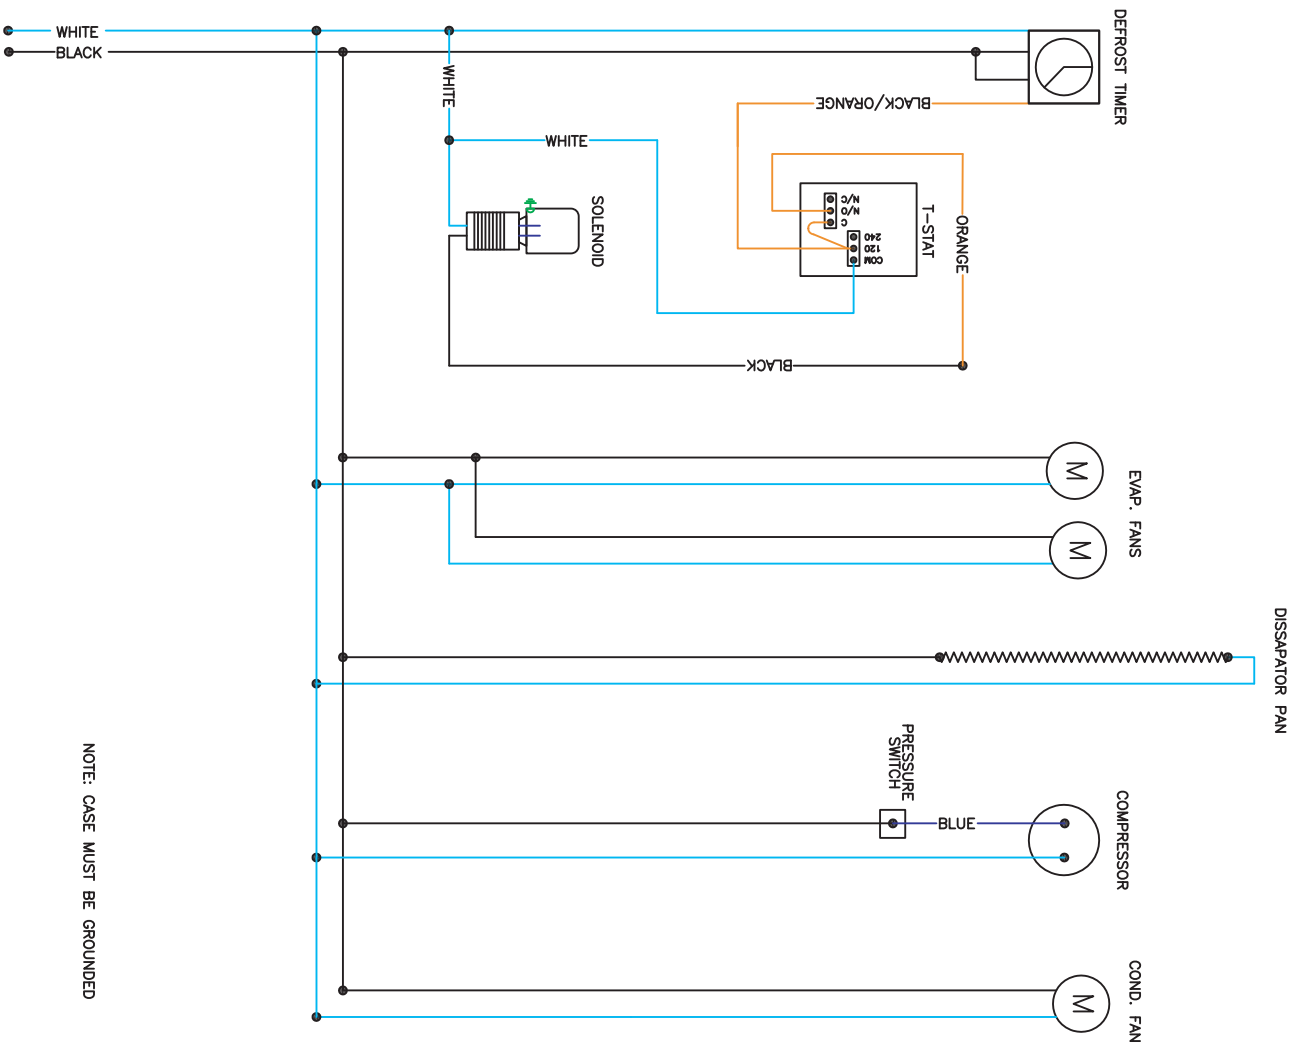 WHITE
BLACK
DEFROST TIMER
WHITE
BLACK/ORANGE
WHITE
N/C
N/O
C
240
120
COM
T-STAT
ORANGE
SOLENOID
BLACK
M
EVAP. FANS
M
DISSAPATOR PAN
PRESSURE
SWITCH
BLUE
COMPRESSOR
NOTE: CASE MUST BE GROUNDED
M
COND. FAN